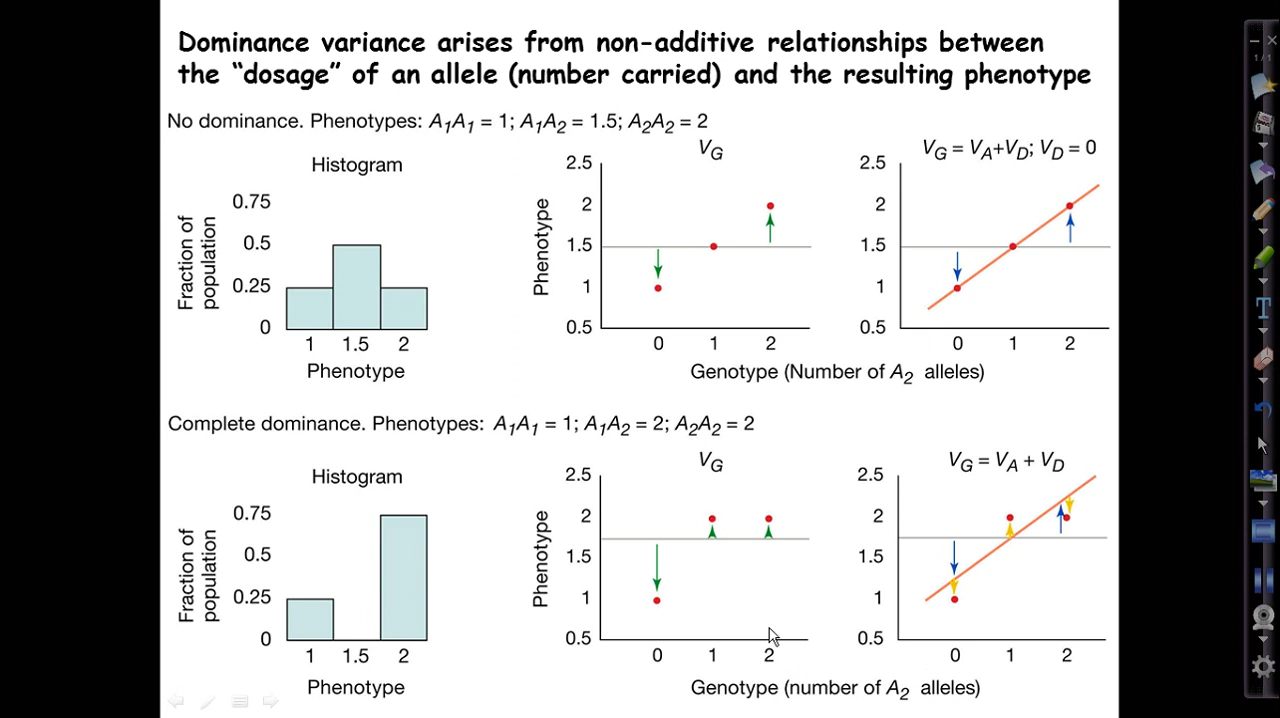 Dominance variance arises from non-additive relationships between
the “dosage” of an allele (number carried) and the resulting phenotype
No dominance. Phenotypes: A1A1 = 1; A1A2 = 1.5; A2A2 = 2
Histogram
Fraction of
population
0.75
0.5
0.25
0
1 1.5 2
Phenotype
VG
Phenotype
2.5
2
1.5
1
0.5
0 1 2
VG = VA+VD; VD = 0
2.5
2
1.5
1
0.5
0 1 2
Genotype (Number of A2 alleles)
Complete dominance. Phenotypes: A1A1 = 1; A1A2 = 2; A2A2 = 2
Histogram
Fraction of
population
0.75
0.5
0.25
0
1 1.5 2
Phenotype
VG
Phenotype
2.5
2
1.5
1
0.5
0 1 2
VG = VA + VD
2.5
2
1.5
1
0.5
0 1 2
Genotype (number of A2 alleles)
1/1
T